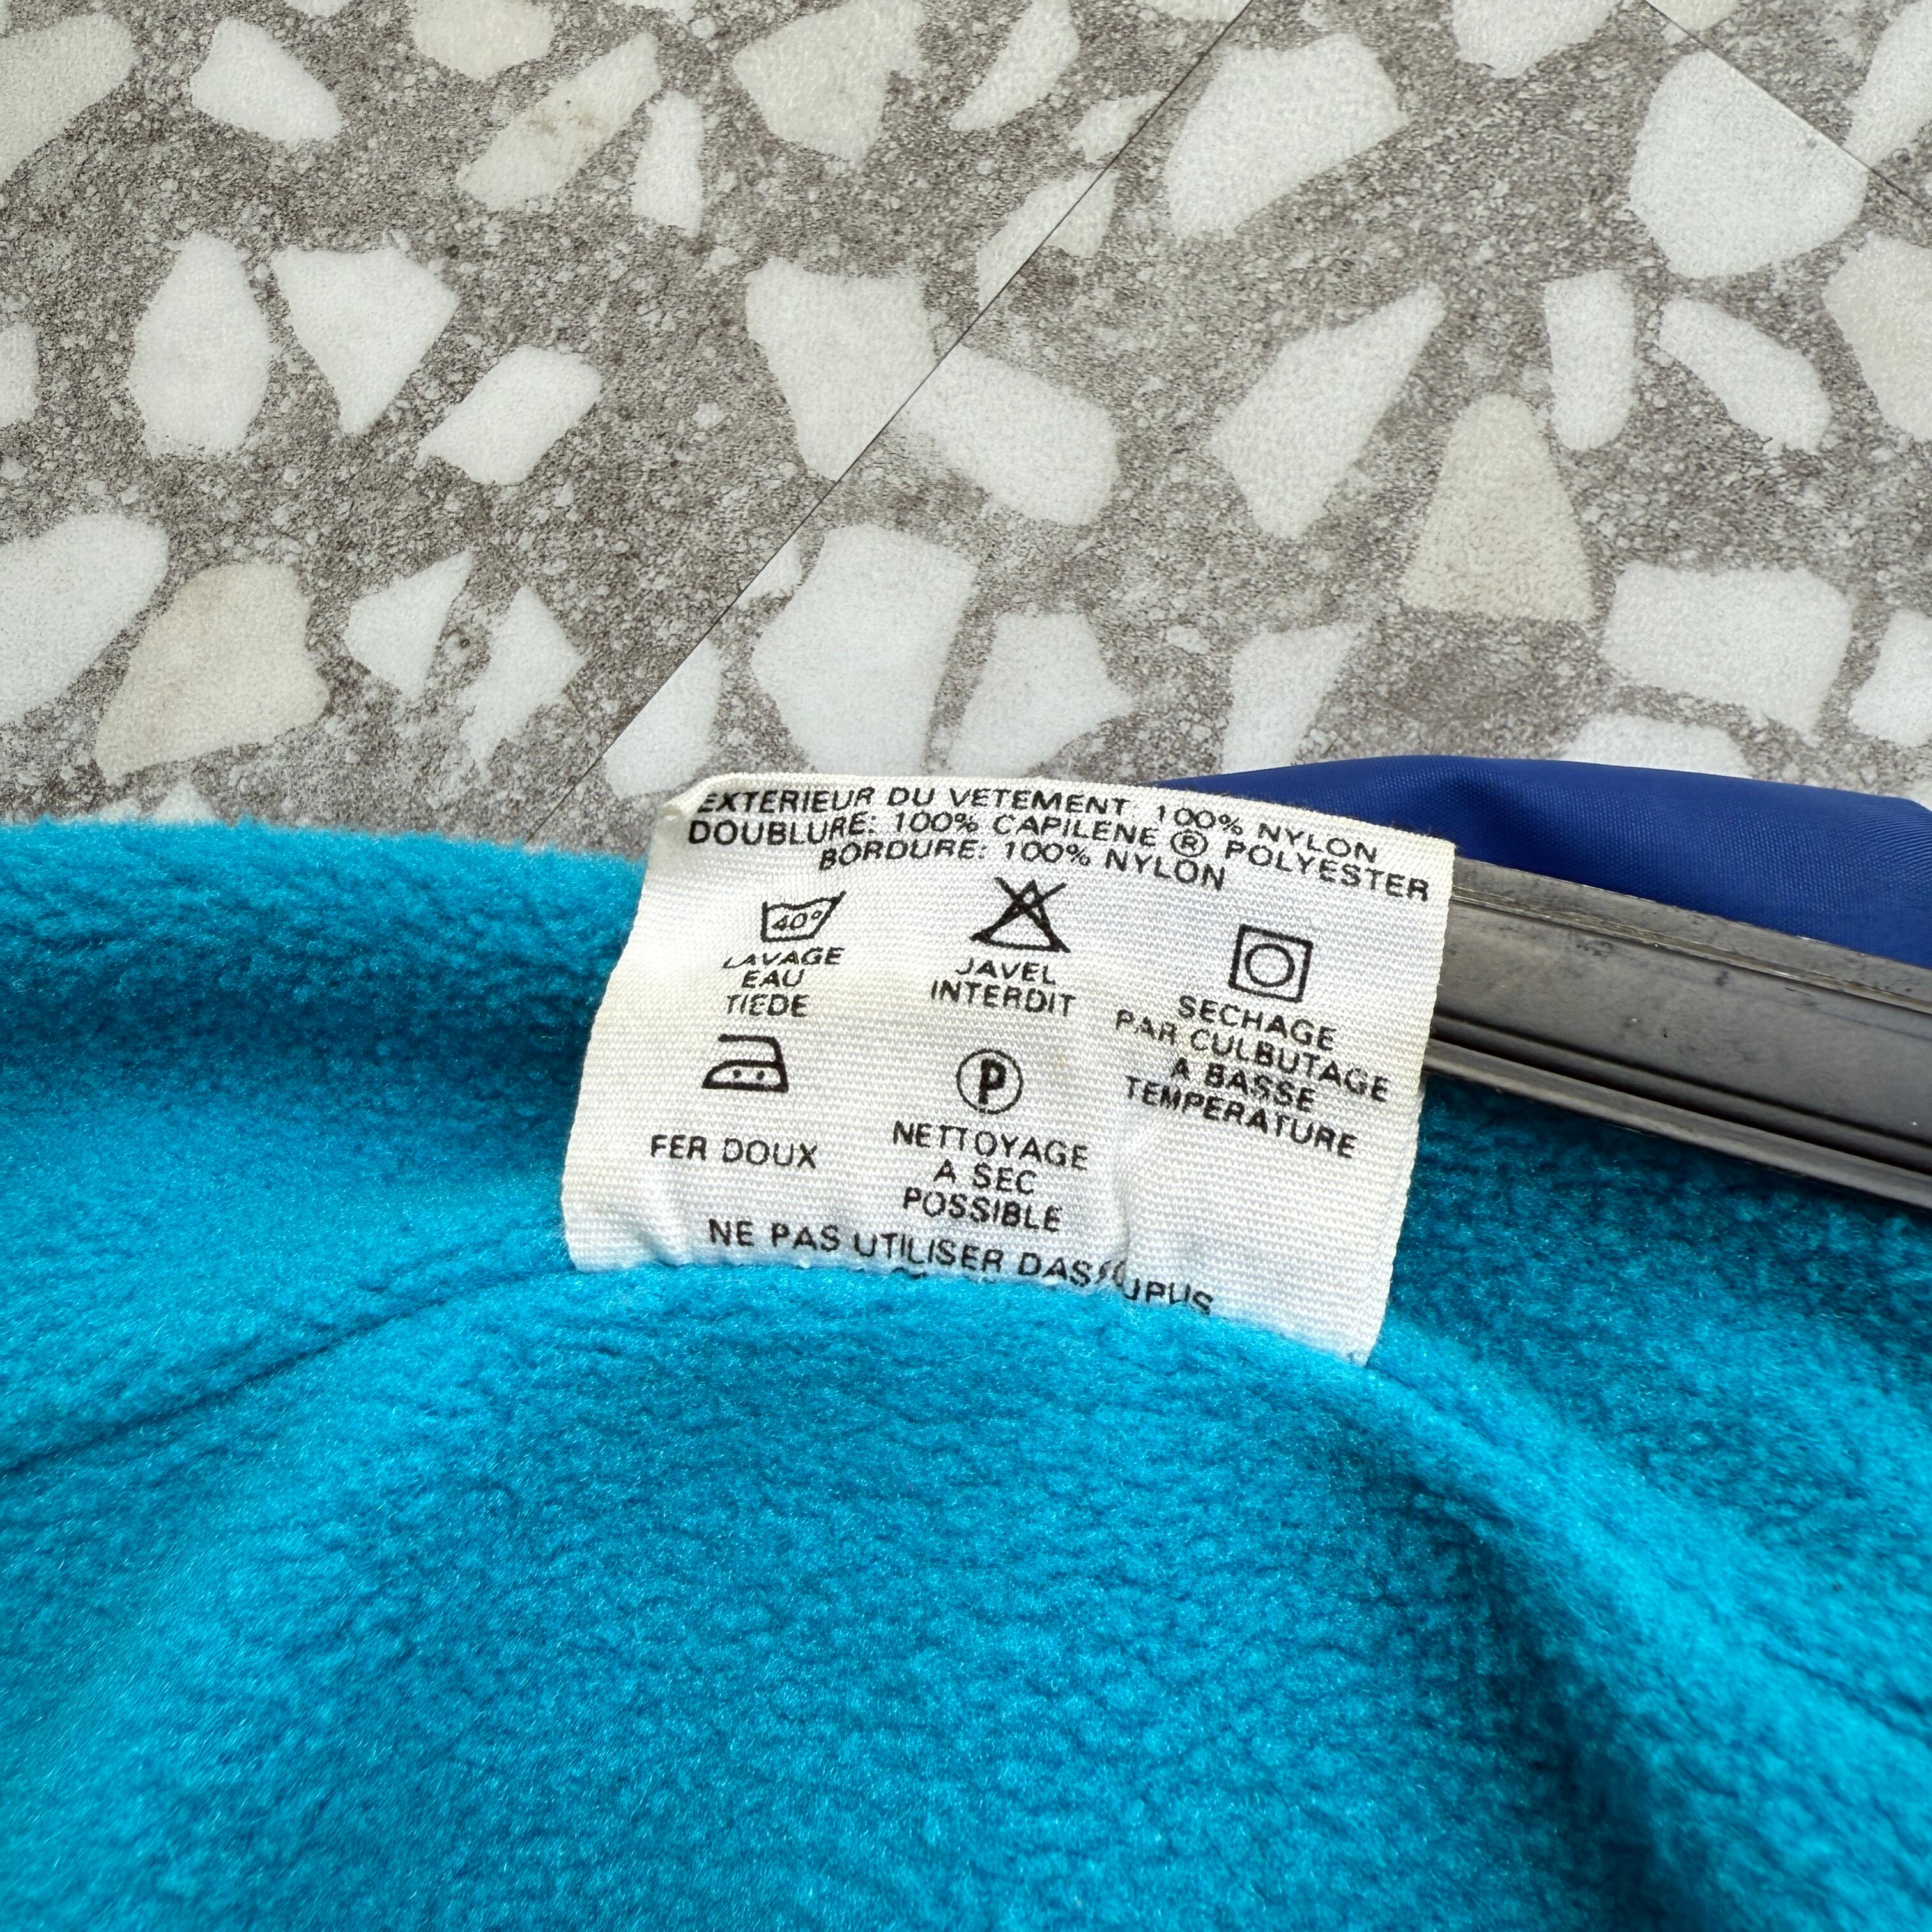 EXTERIEUR DU VETEMENT: 100% NYLON
DOUBLURE: 100% CAPILENE ® POLYESTER
BORDURE: 100% NYLON
40°
LAVAGE
EAU
TIEDE
JAVEL
INTERDIT
SECHAGE
PAR CULBUTAGE
A BASSE
TEMPERATURE
FER DOUX
P
NETTOYAGE
A SEC
POSSIBLE
NE PAS UTILISER